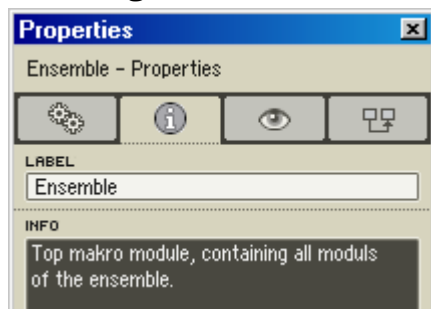 Properties
Ensemble - Properties
LABEL
Ensemble
INFO
Top makro module, containing all moduls
of the ensemble.